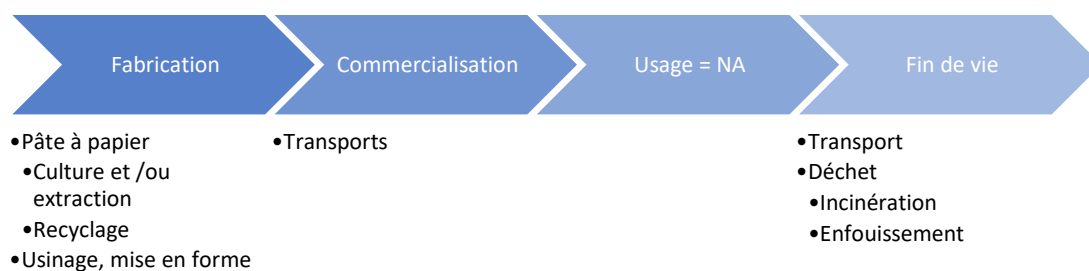 Fabrication
Commercialisation
Usage = NA
Fin de vie
•Pâte à papier
•Culture et /ou
extraction
•Recyclage
•Usinage, mise en forme
•Transports
•Transport
•Déchet
•Incinération
•Enfouissement